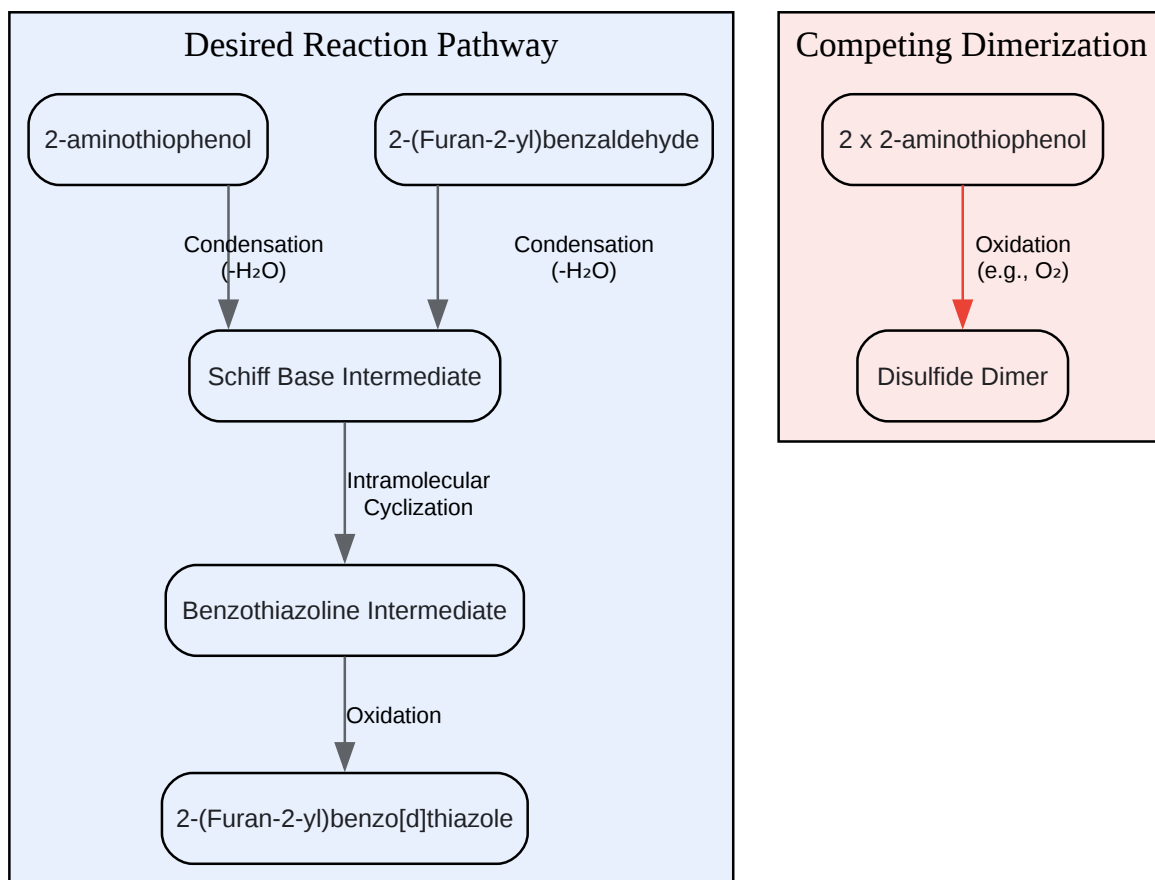 Desired Reaction Pathway
2-aminothiophenol
2-(Furan-2-yl)benzaldehyde
Condensation
(-H₂O)
Condensation
(-H₂O)
Schiff Base Intermediate
Intramolecular
Cyclization
Benzothiazoline Intermediate
Oxidation
2-(Furan-2-yl)benzo[d]thiazole
Competing Dimerization
2 x 2-aminothiophenol
Oxidation
(e.g., O₂)
Disulfide Dimer